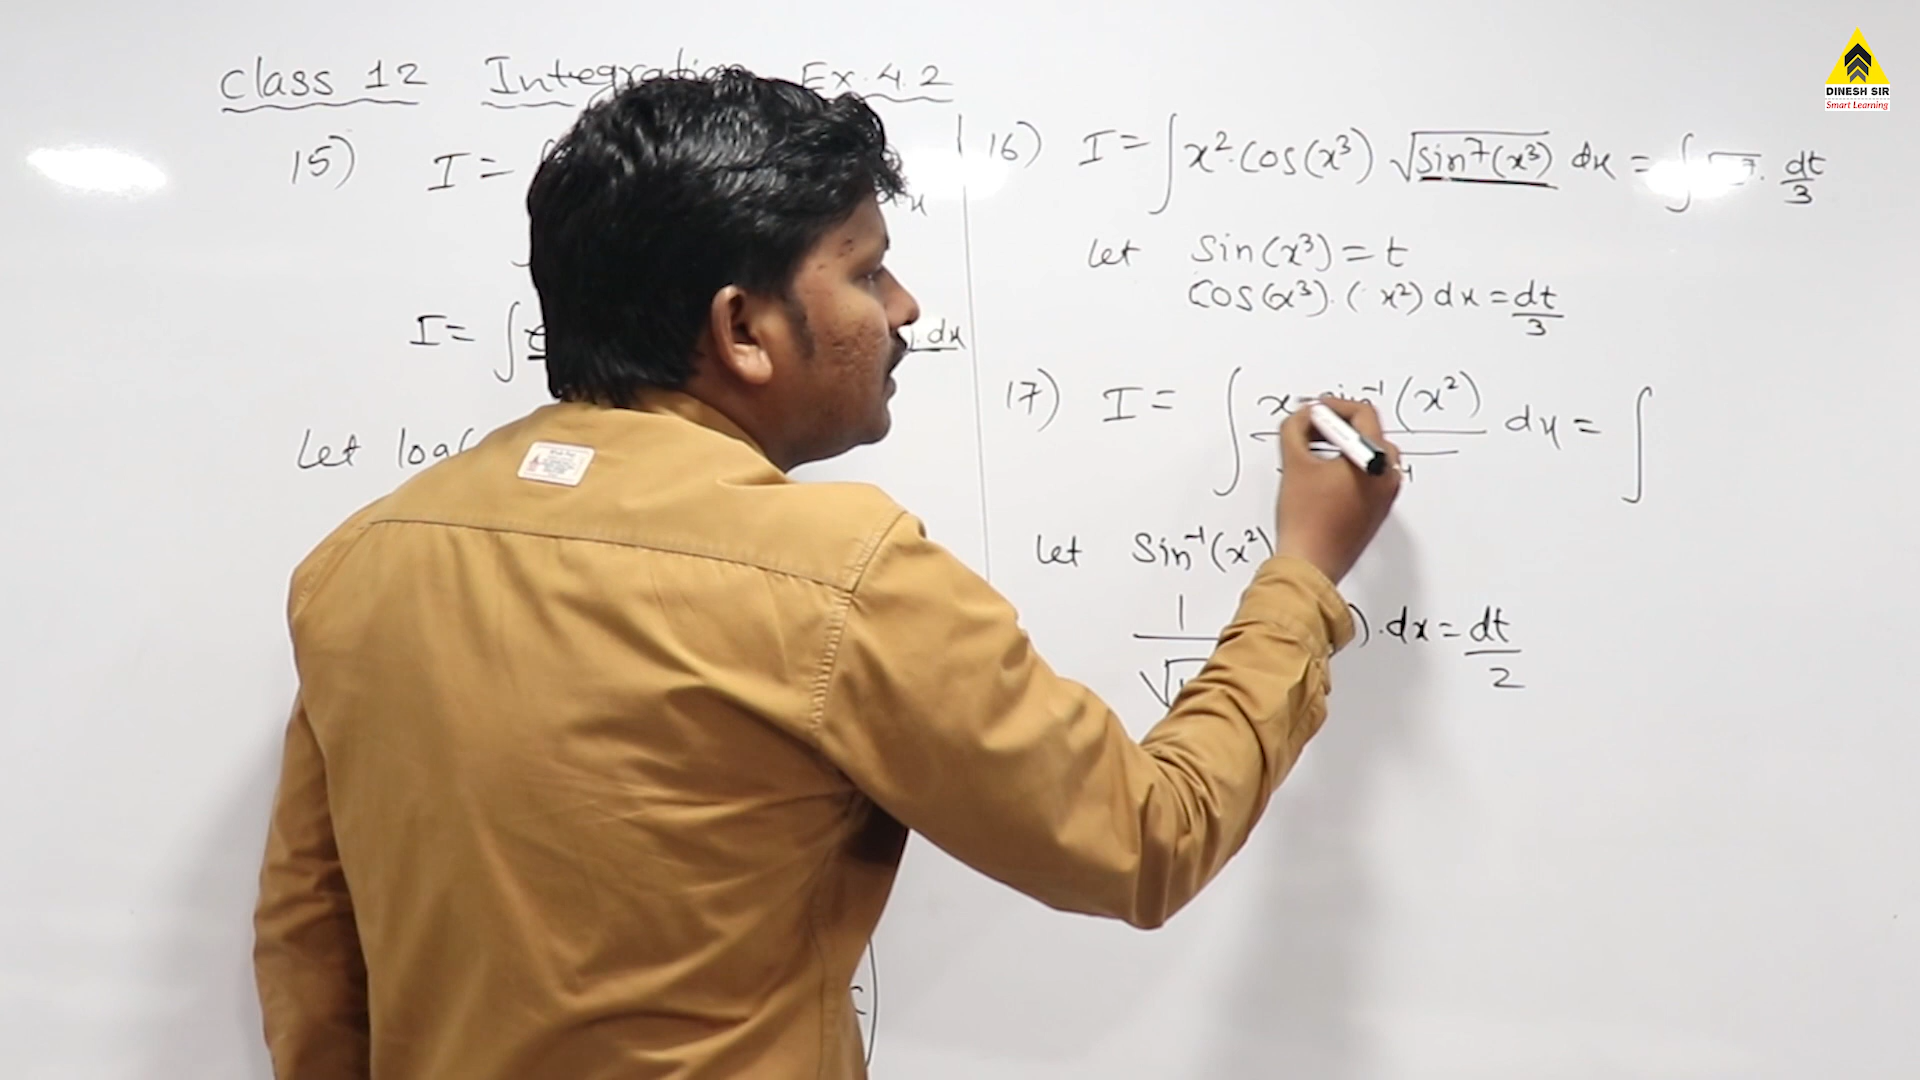 Class 12 Integration Ex. 4.2
15) I =
I = ∫ ). dx
Let log(
16) I = ∫ x². cos(x³) √sin⁷(x³) dx = ∫ dt/3
Let sin(x³) = t
cos(x³). ( x²) dx = dt/3
17) I = ∫ x sin⁻¹(x²) / dx = ∫
Let Sin⁻¹(x²)
1/√ ). dx = dt/2
DINESH SIR
Smart Learning